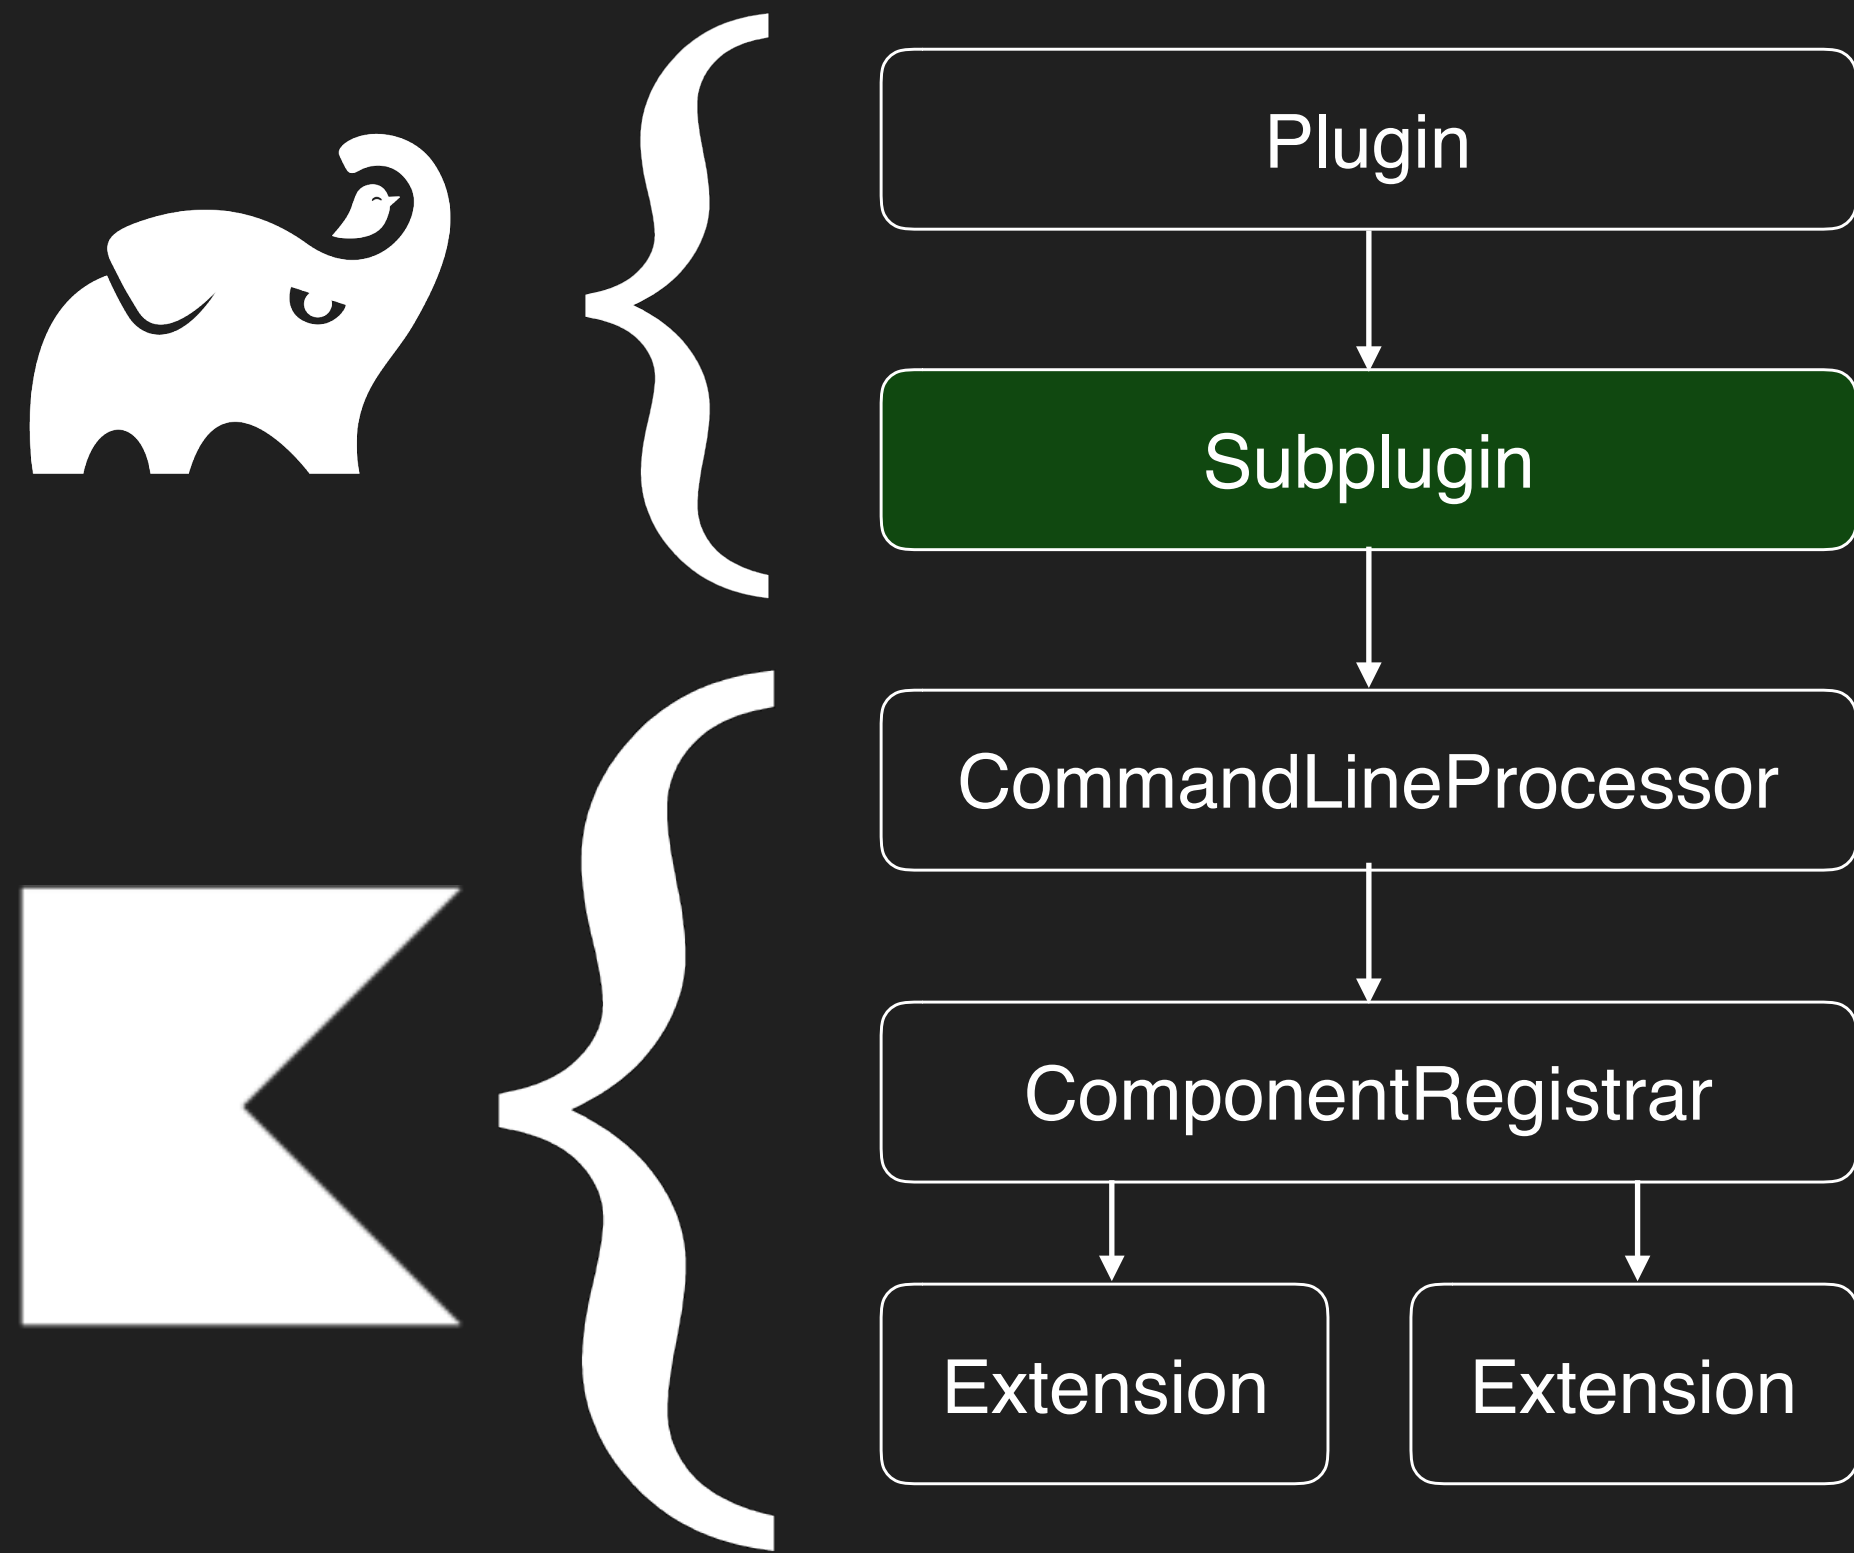 Plugin
Subplugin
CommandLineProcessor
ComponentRegistrar
Extension Extension